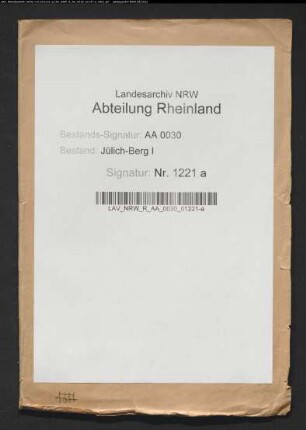 Landesarchiv NRW
Abteilung Rheinland
Bestands-Signatur: AA 0030
Bestand: Jülich-Berg I
Signatur: Nr. 1221 a
LAV_NRW_R_AA_0030_01221-a